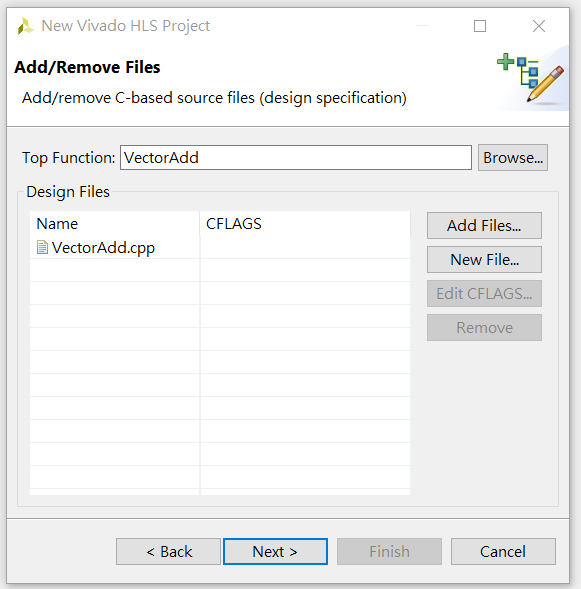 New Vivado HLS Project
Add/Remove Files
Add/remove C-based source files (design specification)
Top Function: VectorAdd Browse...
Design Files
Name CFLAGS Add Files...
VectorAdd.cpp New File...
Edit CFLAGS...
Remove
< Back Next > Finish Cancel